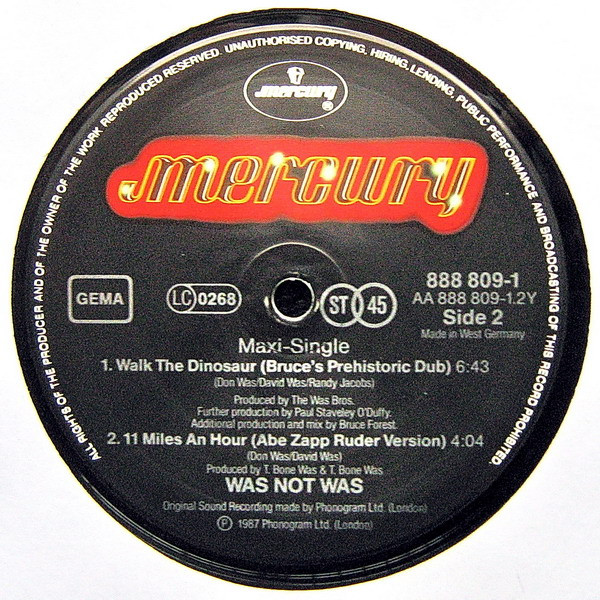 ALL RIGHTS OF THE PRODUCER AND OF THE OWNER OF THE WORK REPRODUCED RESERVED. UNAUTHORISED COPYING, HIRING, LENDING, PUBLIC PERFORMANCE AND BROADCASTING OF THIS RECORD PROHIBITED.
mercury
®
mercury
GEMA
LC 0268
ST 45
888 809-1
AA 888 809-1.2Y
Side 2
Made in West Germany
Maxi-Single
1. Walk The Dinosaur (Bruce's Prehistoric Dub) 6:43
(Don Was/David Was/Randy Jacobs)
Produced by The Was Bros.
Further production by Paul Staveley O'Duffy.
Additional production and mix by Bruce Forest.
2. 11 Miles An Hour (Abe Zapp Ruder Version) 4:04
(Don Was/David Was)
Produced by T. Bone Was & T. Bone Was
WAS NOT WAS
Original Sound Recording made by Phonogram Ltd. (London)
Ⓟ 1987 Phonogram Ltd. (London)